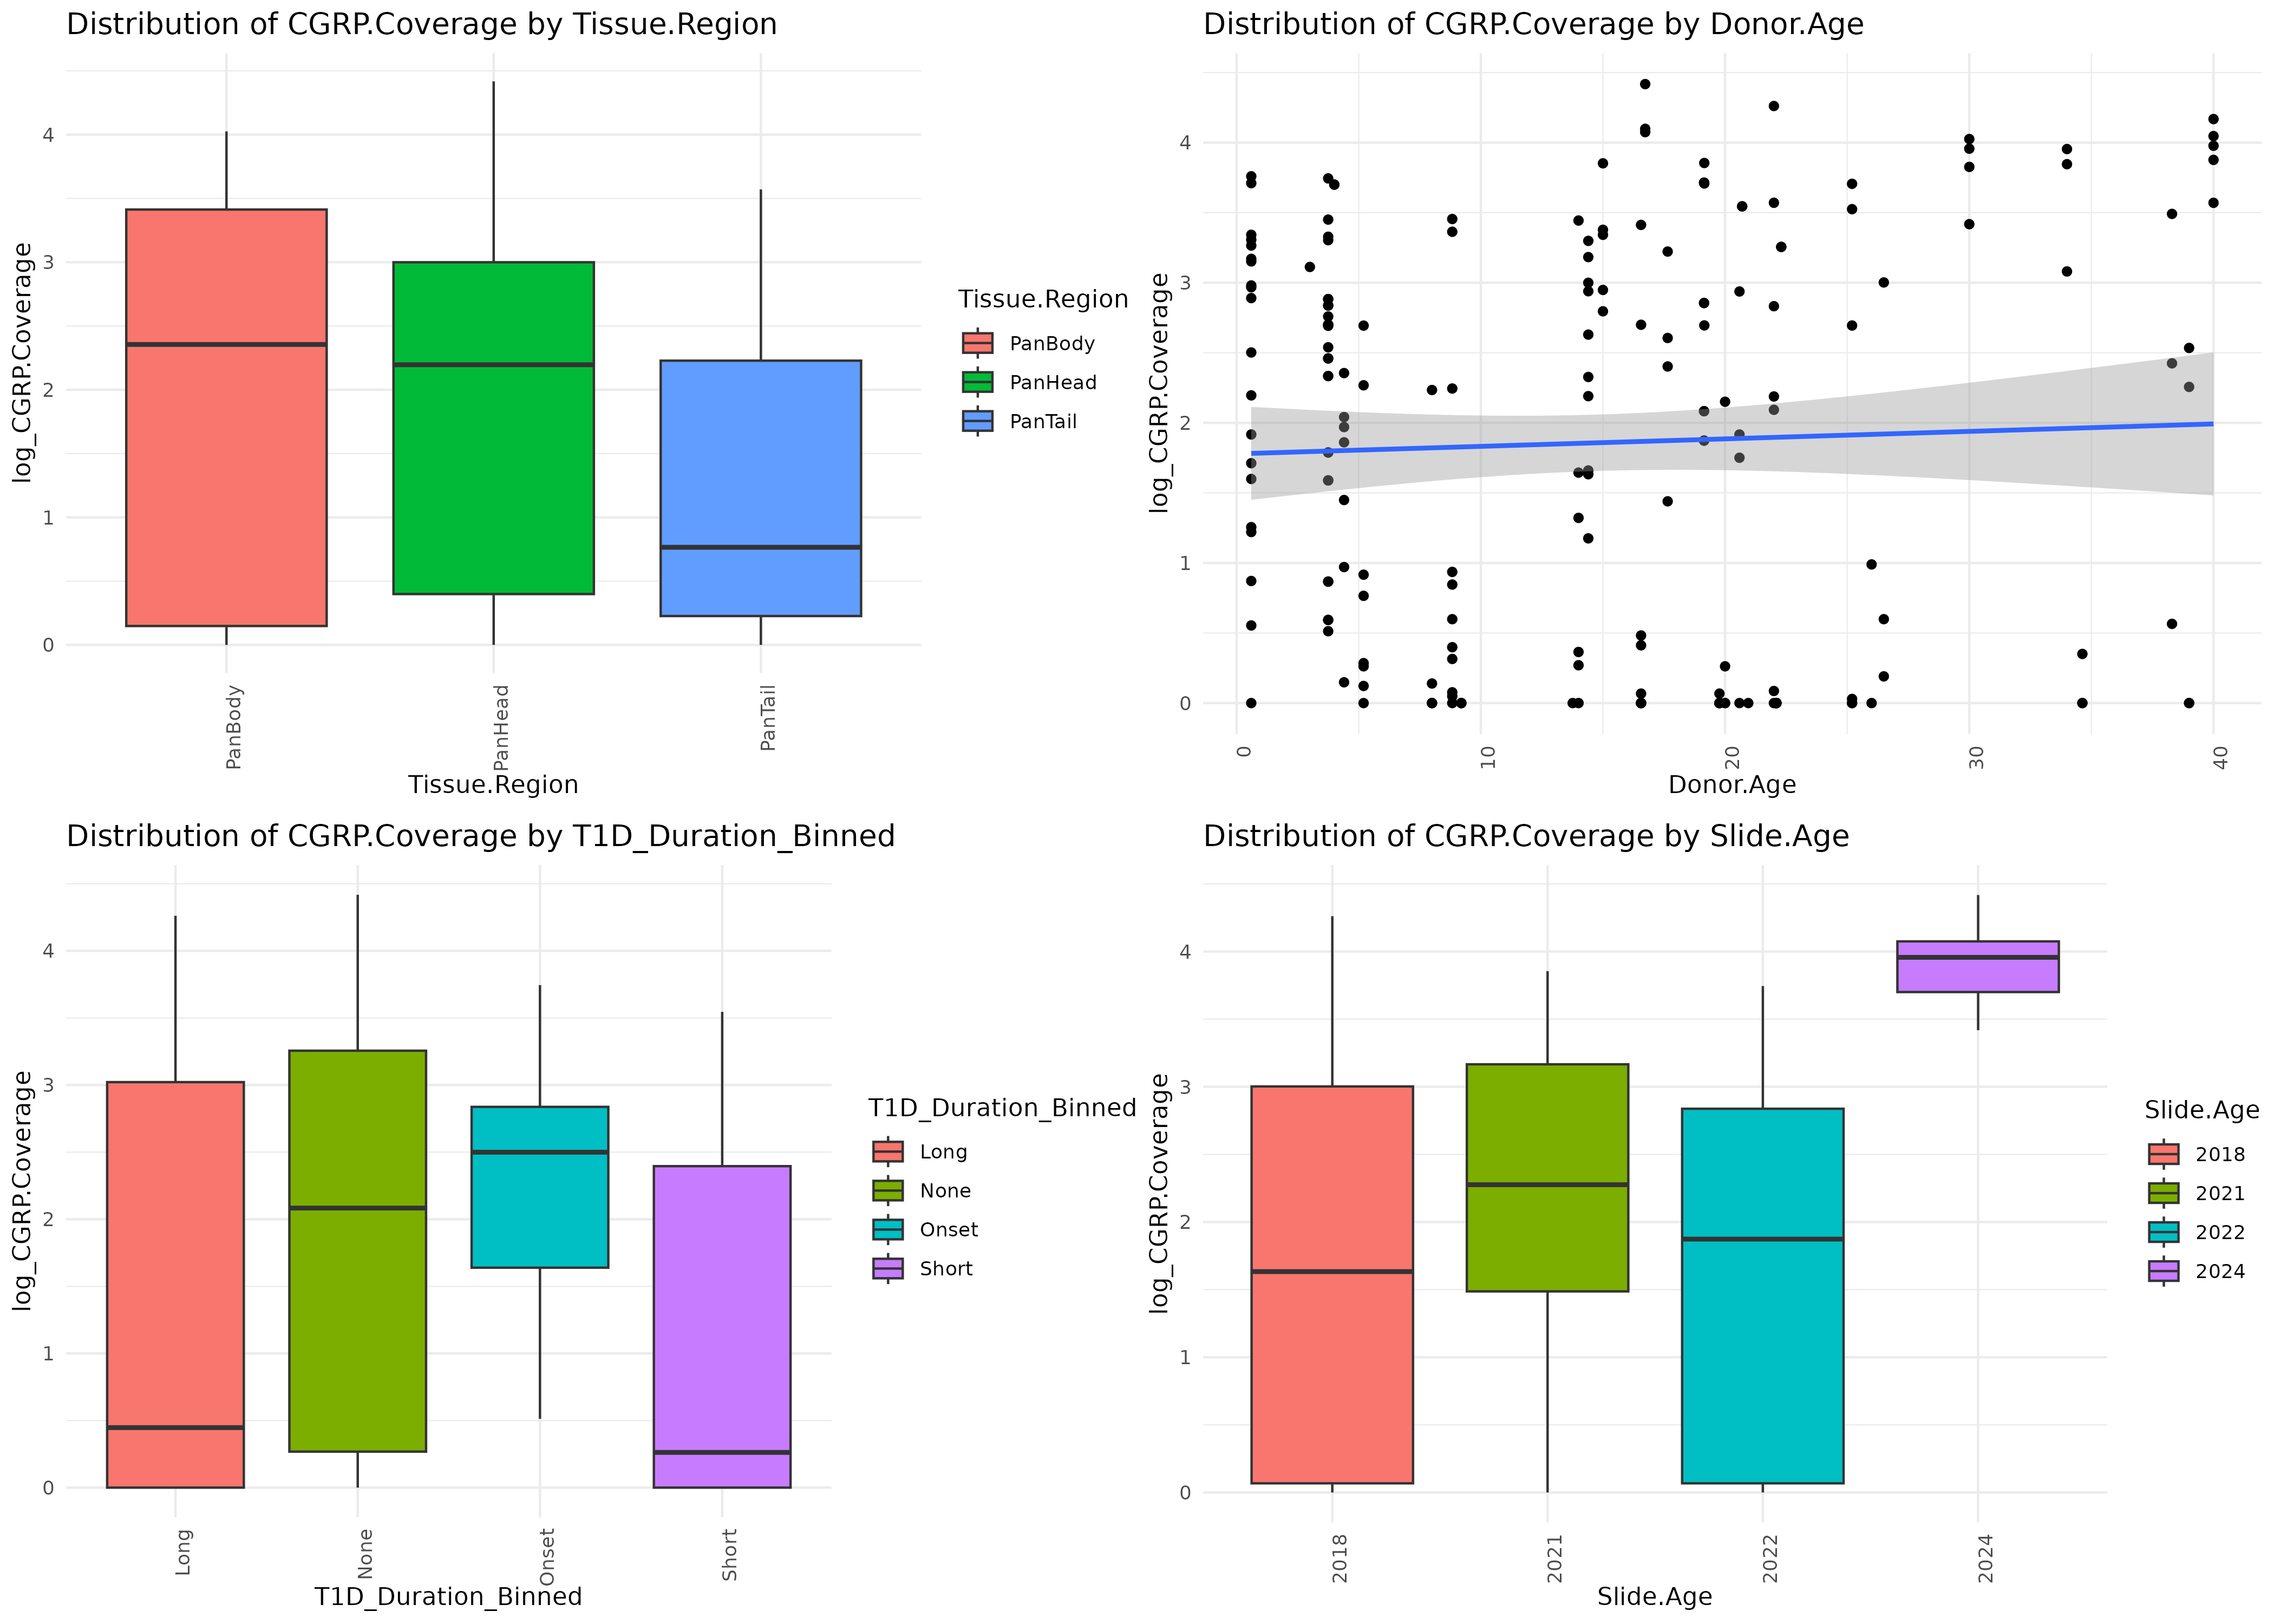 Distribution of CGRP.Coverage by Tissue.Region
log_CGRP.Coverage
4
3
2
1
0
PanBody
PanHead
PanTail
Tissue.Region
Tissue.Region
PanBody
PanHead
PanTail
Distribution of CGRP.Coverage by Donor.Age
log_CGRP.Coverage
4
3
2
1
0
0
10
20
30
40
Donor.Age
Distribution of CGRP.Coverage by T1D_Duration_Binned
log_CGRP.Coverage
4
3
2
1
0
Long
None
Onset
Short
T1D_Duration_Binned
T1D_Duration_Binned
Long
None
Onset
Short
Distribution of CGRP.Coverage by Slide.Age
log_CGRP.Coverage
4
3
2
1
0
2018
2021
2022
2024
Slide.Age
Slide.Age
2018
2021
2022
2024